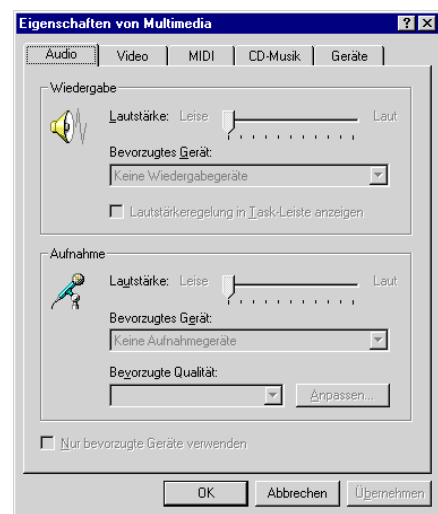 Eigenschaften von Multimedia
Audio Video MIDI CD-Musik Geräte
Wiedergabe
Lautstärke: Leise Laut
Bevorzugtes Gerät:
Keine Wiedergabegeräte
Lautstärkeregelung in Task-Leiste anzeigen
Aufnahme
Lautstärke: Leise Laut
Bevorzugtes Gerät:
Keine Aufnahmegeräte
Bevorzugte Qualität:
Anpassen...
Nur bevorzugte Geräte verwenden
OK Abbrechen Übernehmen